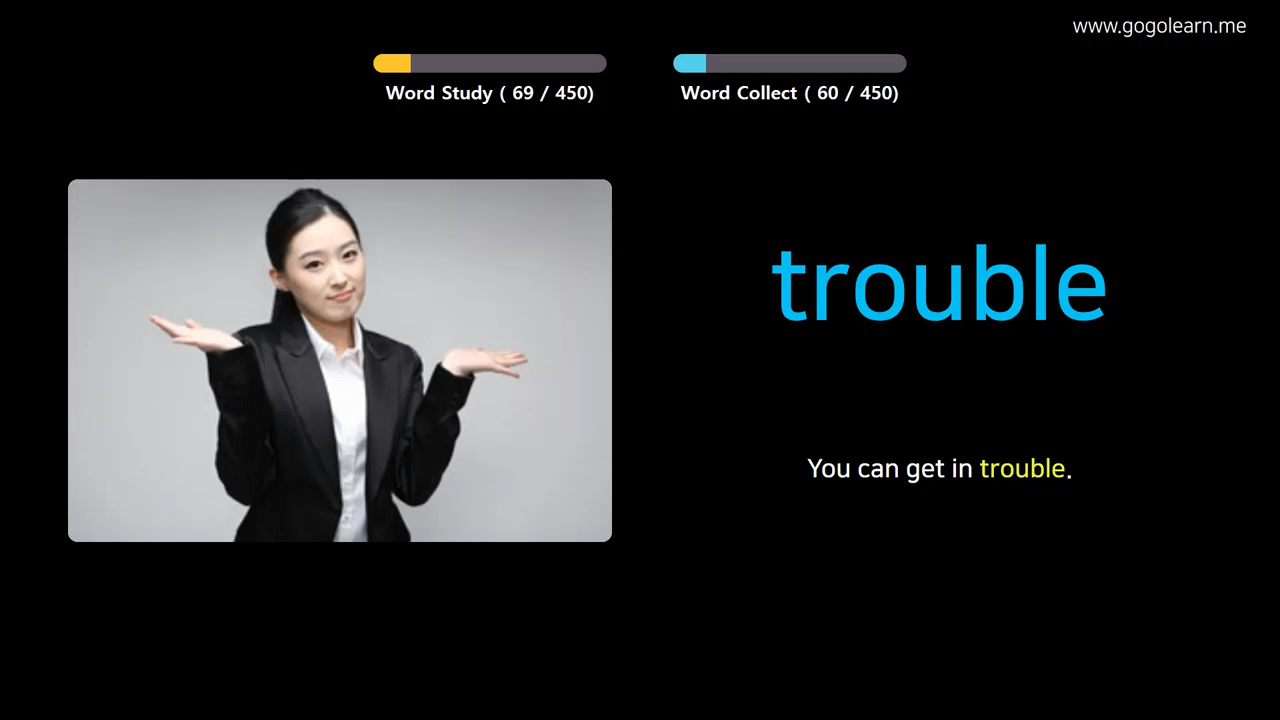 www.gogolearn.me
Word Study ( 69 / 450)
Word Collect ( 60 / 450)
trouble
You can get in trouble.